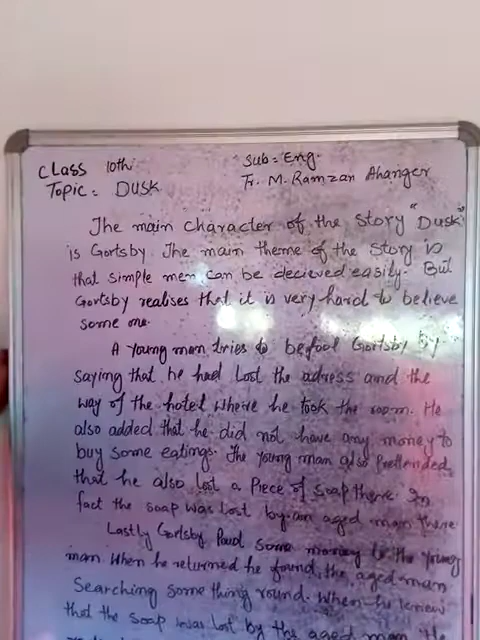 Class 10th
Sub = Eng.
Topic = Dusk
Tr. M. Ramzan Ahanger
The main character of the Story "Dusk"
is Gortsby. The main theme of the Story is
that simple men can be decieved easily. But
Gortsby realises that it is very hard to believe
some one.
A young man tries to befool Gortsby by
saying that he had lost the adress and the
way of the hotel where he took the room. He
also added that he did not have any money to
buy some eatings. The young man also Prettended
that he also lost a Piece of soap there. In
fact the soap was lost by an aged man there
Lastly Gortsby Paid some money to the Young
man when he returned he found the aged man
Searching some thing round. When he knew
that the soap was lost by the aged man. He